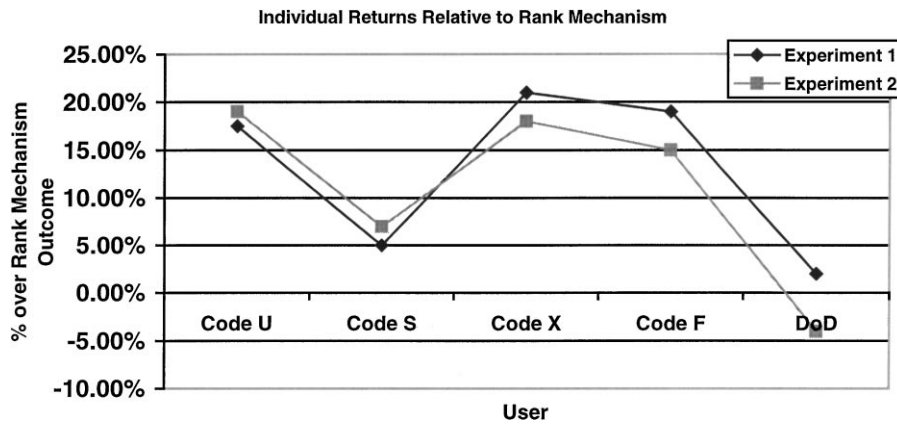 Individual Returns Relative to Rank Mechanism
Experiment 1
Experiment 2
% over Rank Mechanism
Outcome
25.00%
20.00%
15.00%
10.00%
5.00%
0.00%
-5.00%
-10.00%
Code U Code S Code X Code F DoD
User